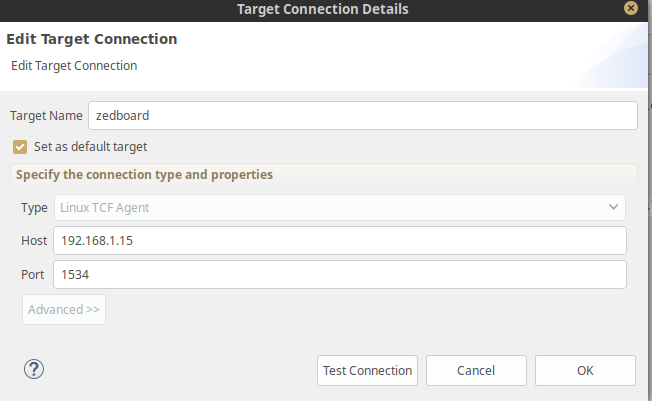 Target Connection Details
Edit Target Connection
Edit Target Connection
Target Name zedboard
Set as default target
Specify the connection type and properties
Type Linux TCF Agent
Host 192.168.1.15
Port 1534
Advanced >>
? Test Connection Cancel OK